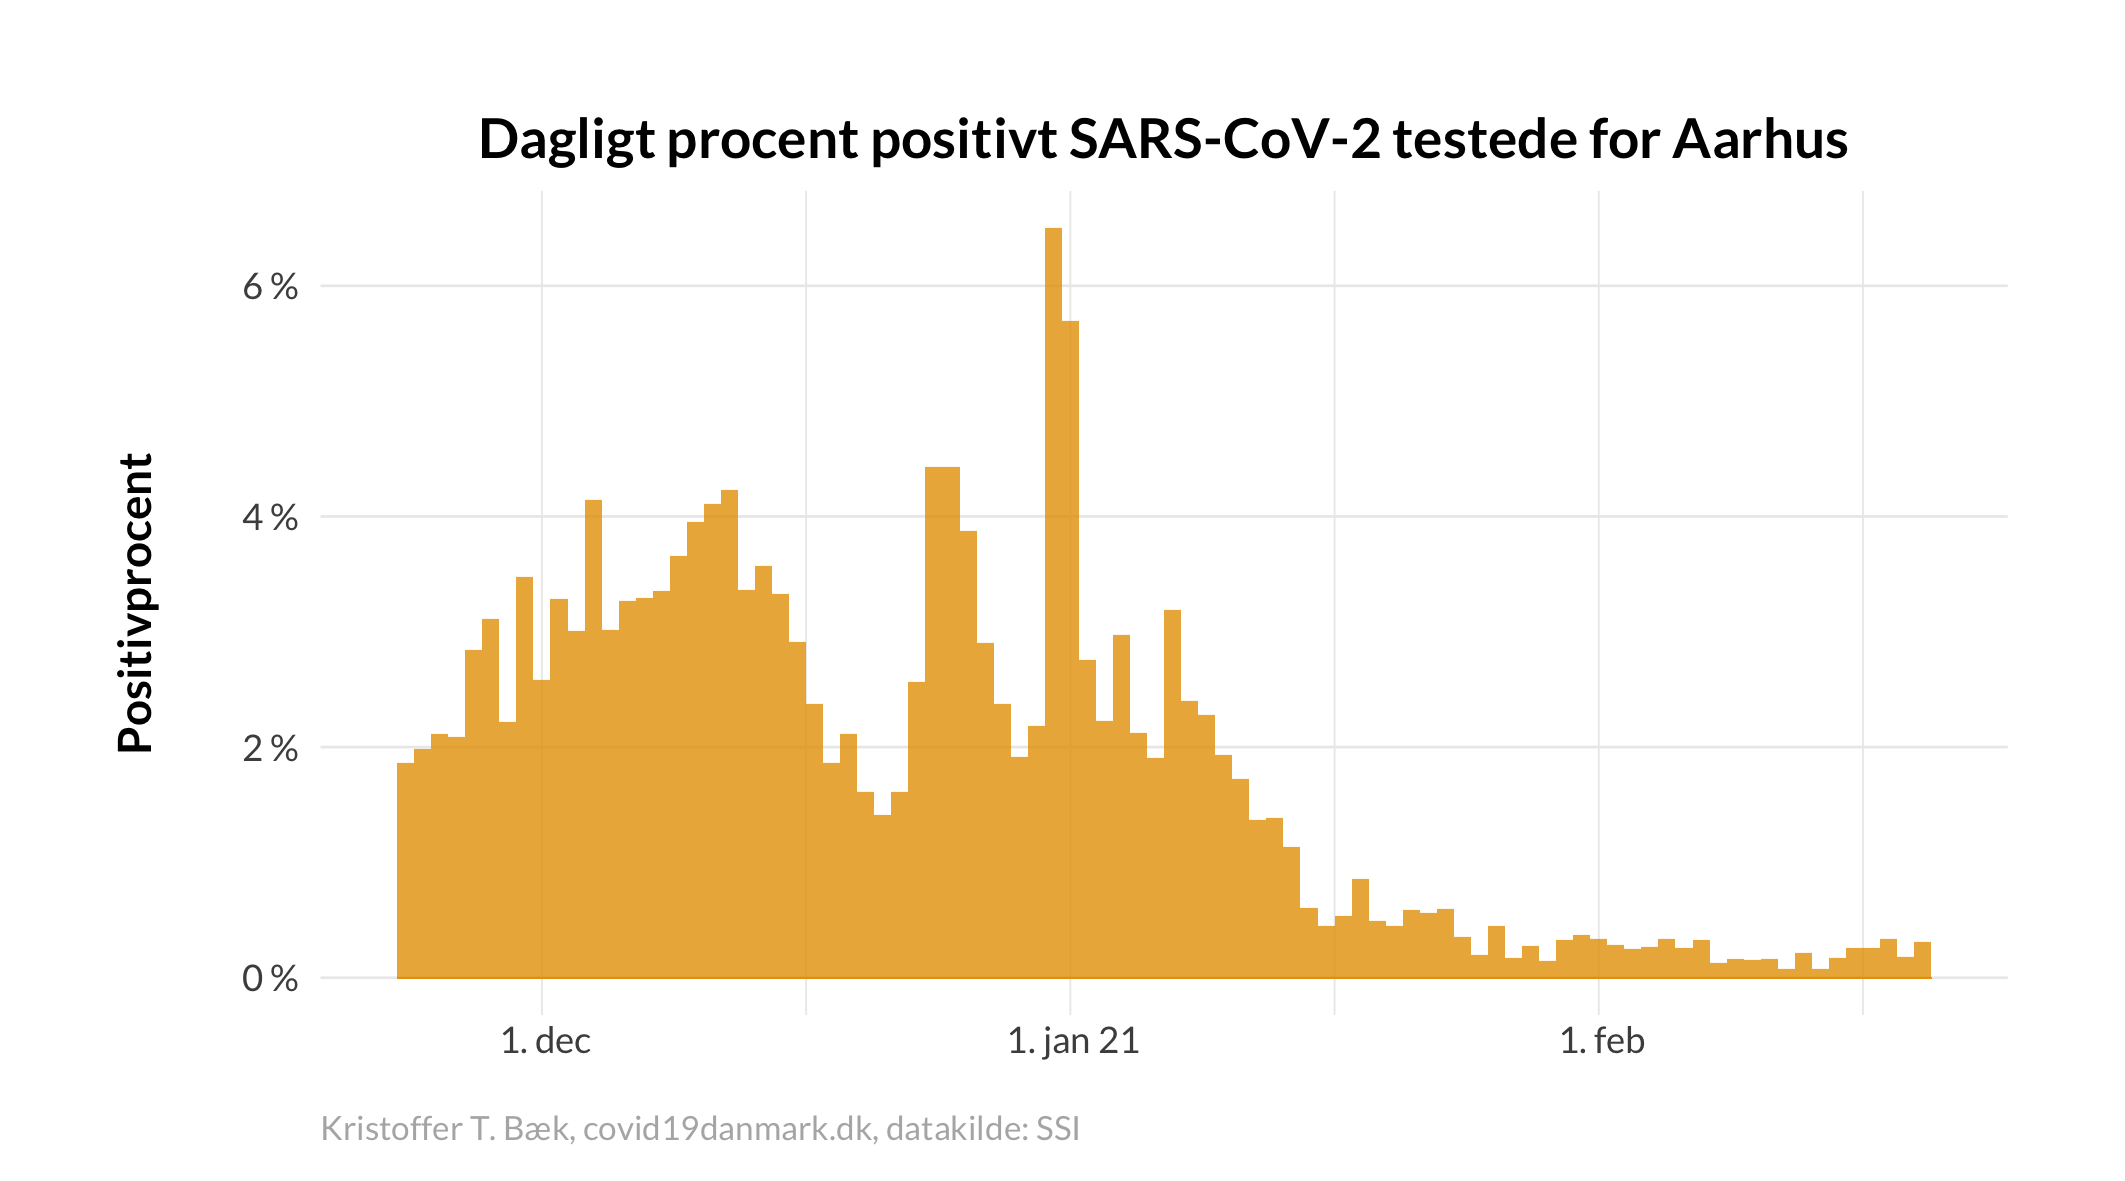 Dagligt procent positivt SARS-CoV-2 testede for Aarhus
Positivprocent
6 %
4 %
2 %
0 %
1. dec
1. jan 21
1. feb
Kristoffer T. Bæk, covid19danmark.dk, datakilde: SSI